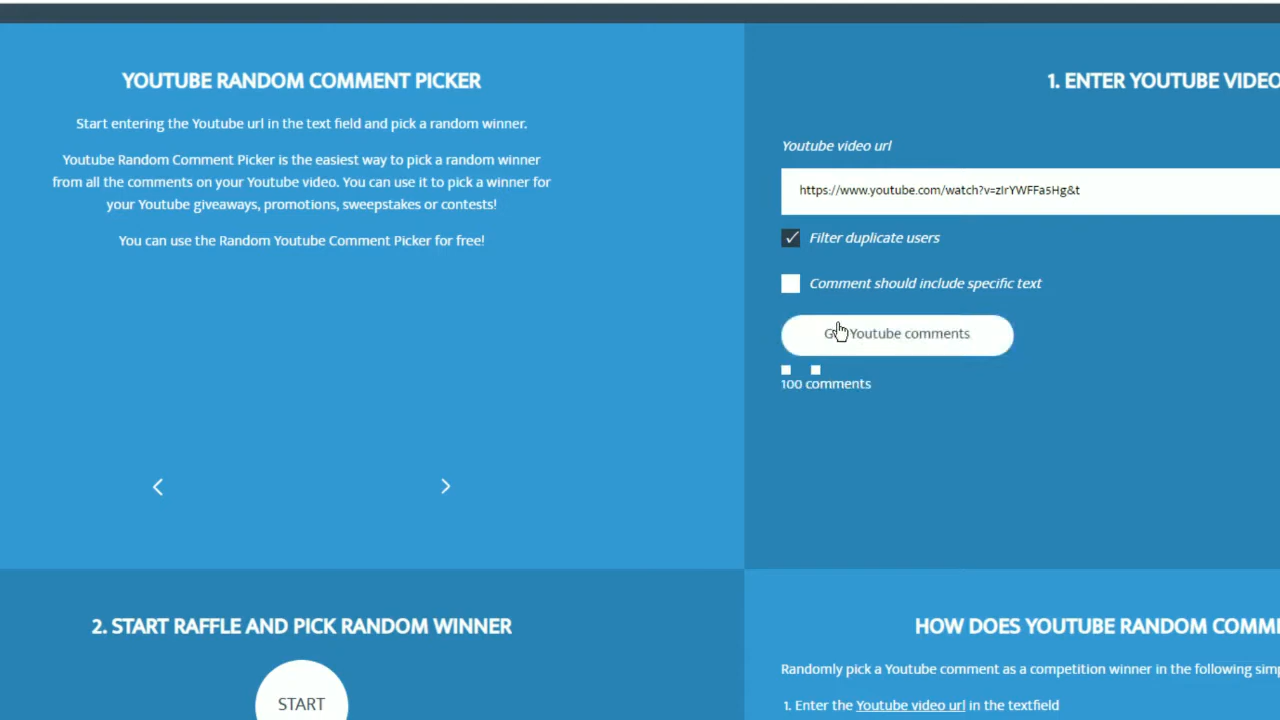 YOUTUBE RANDOM COMMENT PICKER
Start entering the Youtube url in the text field and pick a random winner.
Youtube Random Comment Picker is the easiest way to pick a random winner
from all the comments on your Youtube video. You can use it to pick a winner for
your Youtube giveaways, promotions, sweepstakes or contests!
You can use the Random Youtube Comment Picker for free!
1. ENTER YOUTUBE VIDEO
Youtube video url
https://www.youtube.com/watch?v=zIrYWFFa5Hg&t
Filter duplicate users
Comment should include specific text
Youtube comments
100 comments
2. START RAFFLE AND PICK RANDOM WINNER
START
HOW DOES YOUTUBE RANDOM COMM
Randomly pick a Youtube comment as a competition winner in the following sim
1. Enter the Youtube video url in the textfield